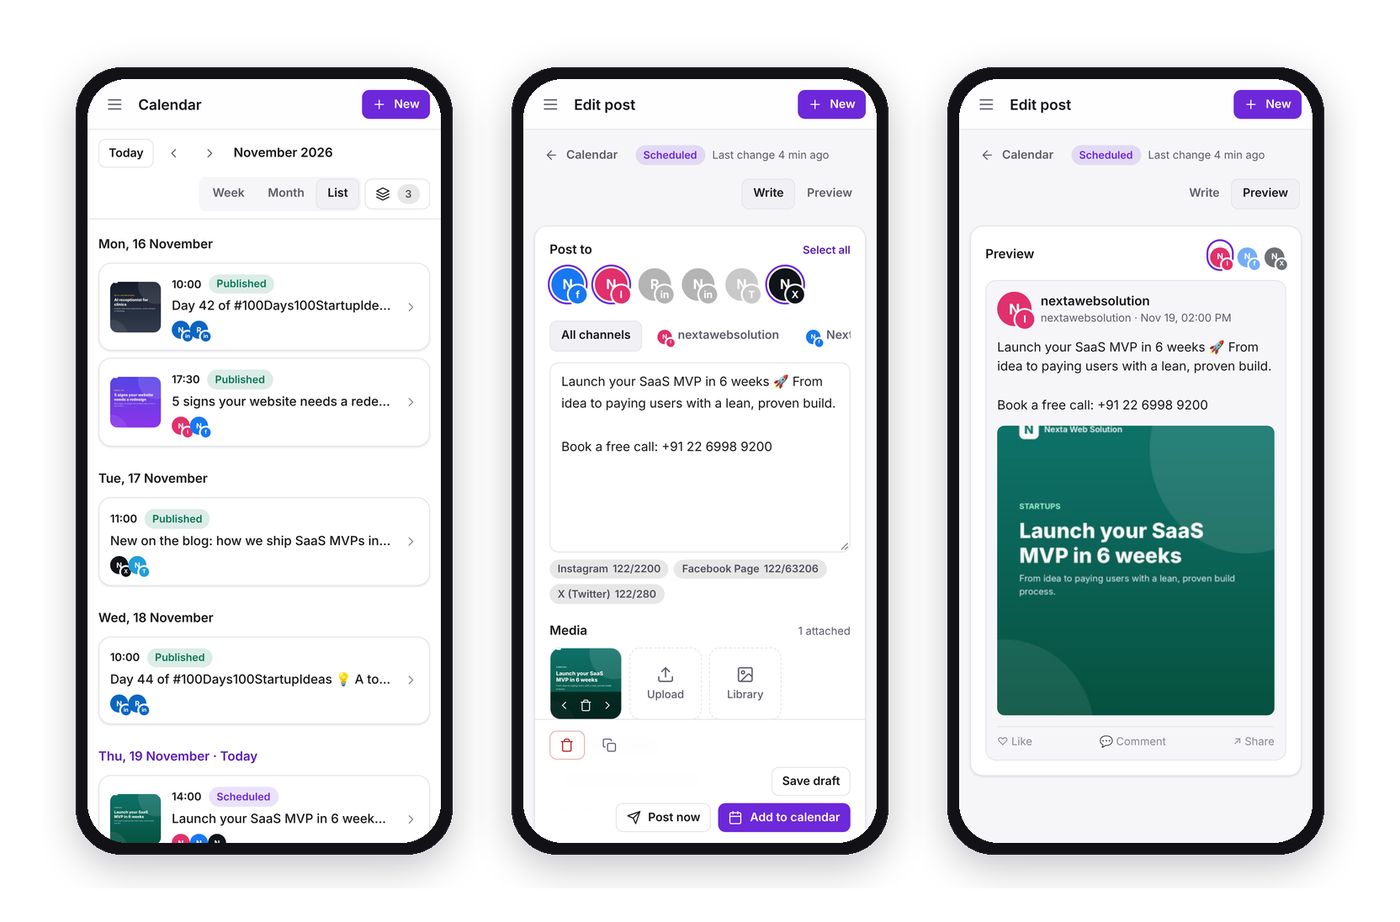 Calendar
New
Today
November 2026
Week Month List 3
Mon, 16 November
10:00 Published
Day 42 of #100Days100StartupIde...
17:30 Published
5 signs your website needs a rede...
Tue, 17 November
11:00 Published
New on the blog: how we ship SaaS MVPs in...
Wed, 18 November
10:00 Published
Day 44 of #100Days100StartupIdeas 💡 A to...
Thu, 19 November · Today
14:00 Scheduled
Launch your SaaS MVP in 6 week...
Edit post
New
Calendar Scheduled Last change 4 min ago
Write Preview
Post to Select all
N f N I R in N in N T N X
All channels nextawebsolution Next
Launch your SaaS MVP in 6 weeks 🚀 From
idea to paying users with a lean, proven build.
Book a free call: +91 22 6998 9200
Instagram 122/2200 Facebook Page 122/63206
X (Twitter) 122/280
Media 1 attached
Launch your SaaS
MVP in 6 weeks
Upload Library
Save draft
Post now Add to calendar
Edit post
New
Calendar Scheduled Last change 4 min ago
Write Preview
Preview
nextawebsolution
nextawebsolution · Nov 19, 02:00 PM
Launch your SaaS MVP in 6 weeks 🚀 From
idea to paying users with a lean, proven build.
Book a free call: +91 22 6998 9200
N Nexta Web Solution
STARTUPS
Launch your SaaS
MVP in 6 weeks
From idea to paying users with a lean, proven build
process.
Like Comment Share